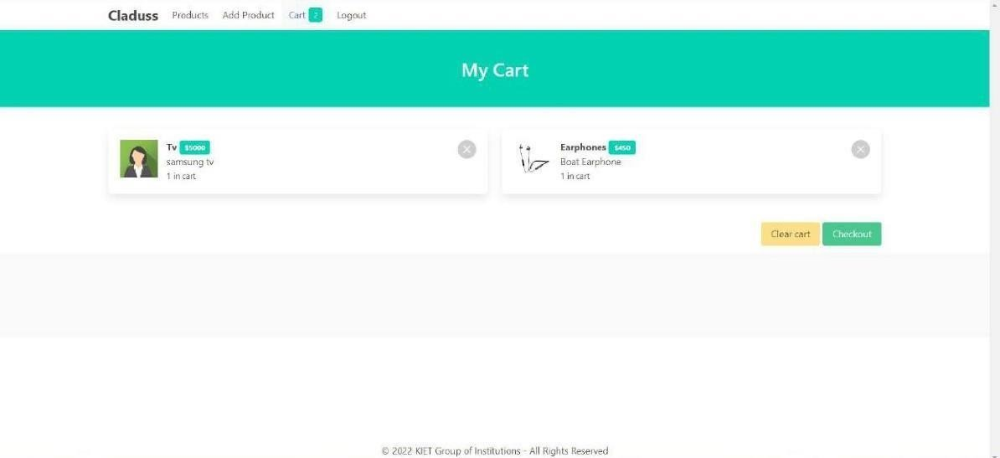 Claduss Products Add Product Cart 2 Logout
My Cart
Tv $5000
samsung tv
1 in cart
Earphones $450
Boat Earphone
1 in cart
Clear cart Checkout
© 2022 KIET Group of Institutions - All Rights Reserved